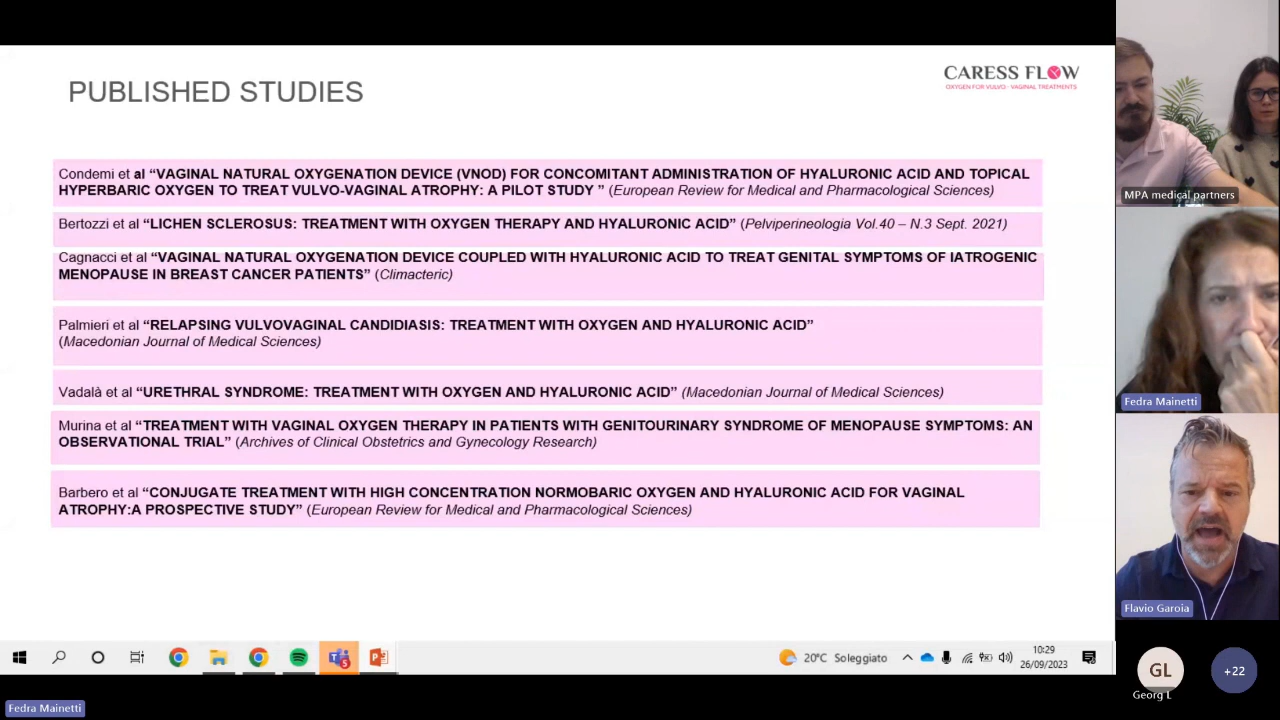 PUBLISHED STUDIES
CARESS FLOW
OXYGEN FOR VULVO - VAGINAL TREATMENTS
Condemi et al “VAGINAL NATURAL OXYGENATION DEVICE (VNOD) FOR CONCOMITANT ADMINISTRATION OF HYALURONIC ACID AND TOPICAL
HYPERBARIC OXYGEN TO TREAT VULVO-VAGINAL ATROPHY: A PILOT STUDY ” (European Review for Medical and Pharmacological Sciences)
Bertozzi et al “LICHEN SCLEROSUS: TREATMENT WITH OXYGEN THERAPY AND HYALURONIC ACID” (Pelviperineologia Vol.40 – N.3 Sept. 2021)
Cagnacci et al “VAGINAL NATURAL OXYGENATION DEVICE COUPLED WITH HYALURONIC ACID TO TREAT GENITAL SYMPTOMS OF IATROGENIC
MENOPAUSE IN BREAST CANCER PATIENTS” (Climacteric)
Palmieri et al “RELAPSING VULVOVAGINAL CANDIDIASIS: TREATMENT WITH OXYGEN AND HYALURONIC ACID”
(Macedonian Journal of Medical Sciences)
Vadalà et al “URETHRAL SYNDROME: TREATMENT WITH OXYGEN AND HYALURONIC ACID” (Macedonian Journal of Medical Sciences)
Murina et al “TREATMENT WITH VAGINAL OXYGEN THERAPY IN PATIENTS WITH GENITOURINARY SYNDROME OF MENOPAUSE SYMPTOMS: AN
OBSERVATIONAL TRIAL” (Archives of Clinical Obstetrics and Gynecology Research)
Barbero et al “CONJUGATE TREATMENT WITH HIGH CONCENTRATION NORMOBARIC OXYGEN AND HYALURONIC ACID FOR VAGINAL
ATROPHY:A PROSPECTIVE STUDY” (European Review for Medical and Pharmacological Sciences)
5
20°C Soleggiato
10:29
26/09/2023
Fedra Mainetti
MPA medical partners
Fedra Mainetti
Flavio Garoia
GL
Georg L
+22